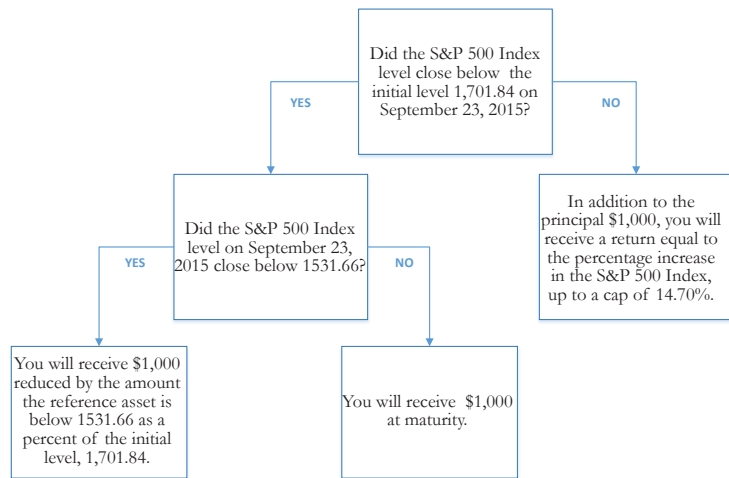 Did the S&P 500 Index
level close below the
initial level 1,701.84 on
September 23, 2015?
YES
NO
Did the S&P 500 Index
level on September 23,
2015 close below 1531.66?
In addition to the
principal $1,000, you will
receive a return equal to
the percentage increase
in the S&P 500 Index,
up to a cap of 14.70%.
YES
NO
You will receive $1,000
reduced by the amount
the reference asset is
below 1531.66 as a
percent of the initial
level, 1,701.84.
You will receive $1,000
at maturity.